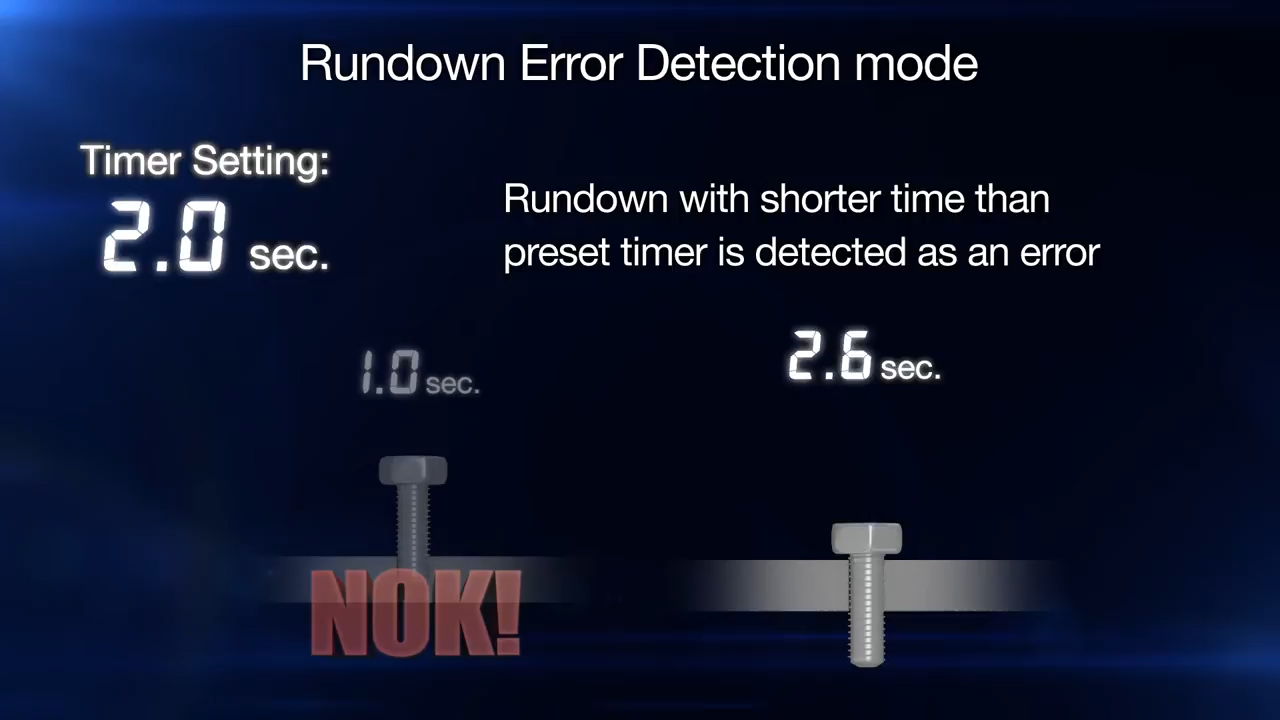 Rundown Error Detection mode
Timer Setting:
2.0 sec.
Rundown with shorter time than
preset timer is detected as an error
1.0 sec.
2.6 sec.
NOK!